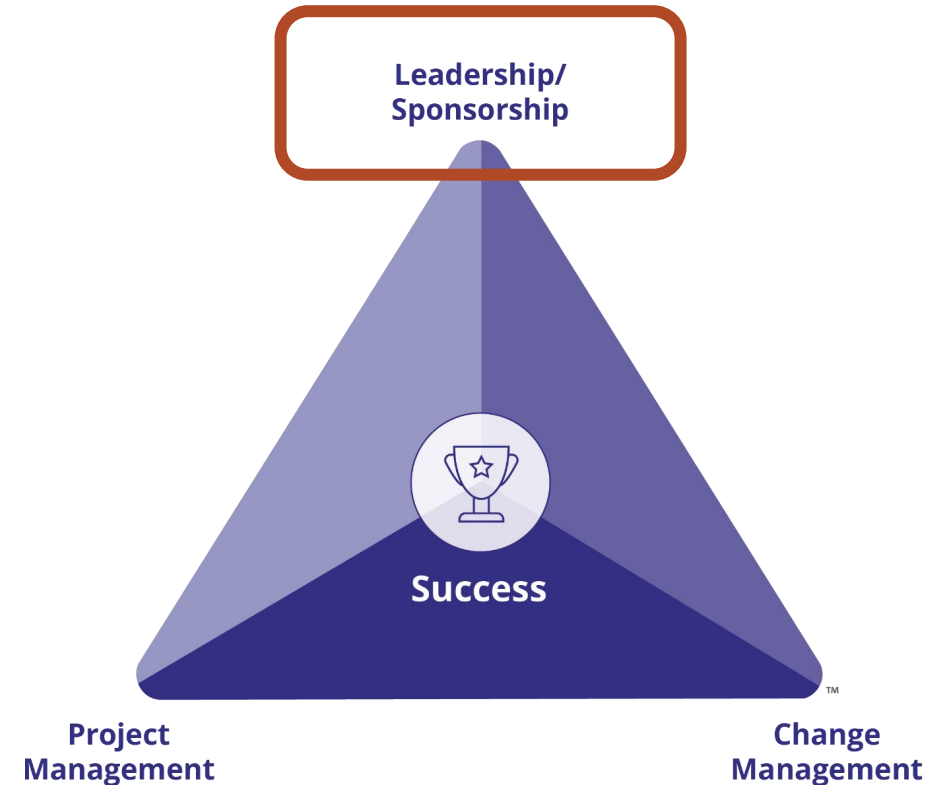 Leadership/
Sponsorship
Success
TM
Project
Management
Change
Management